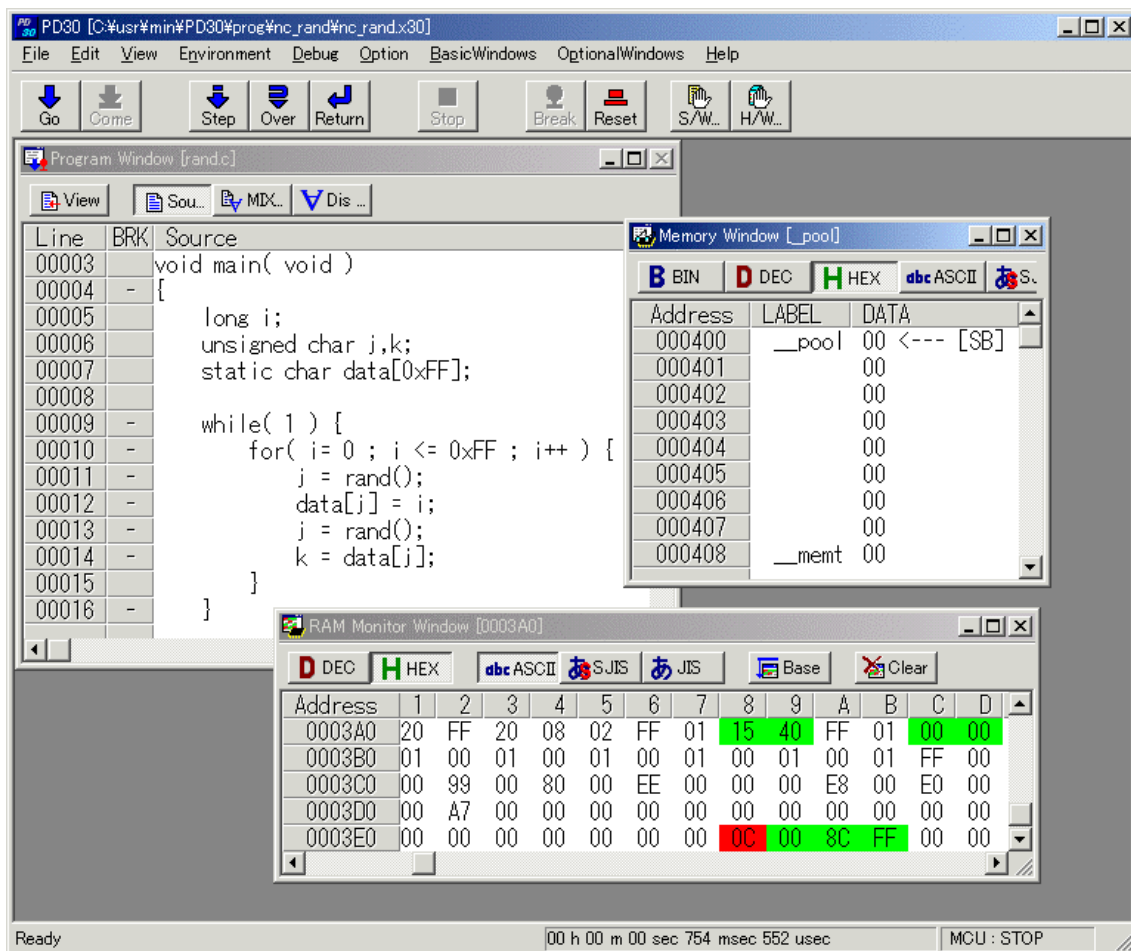 PD30 [C:¥usr¥min¥PD30¥prog¥nc_rand¥nc_rand.x30]
File Edit View Environment Debug Option BasicWindows OptionalWindows Help
Go Come Step Over Return Stop Break Reset S/W... H/W...
Program Window [rand.c]
View Sou... MIX... Dis ...
Line BRK Source
00003 void main( void )
00004 - {
00005 long i;
00006 unsigned char j,k;
00007 static char data[0xFF];
00008
00009 - while( 1 ) {
00010 - for( i= 0 ; i <= 0xFF ; i++ ) {
00011 - j = rand();
00012 - data[j] = i;
00013 - j = rand();
00014 - k = data[j];
00015 }
00016 - }
Memory Window [_pool]
B BIN D DEC H HEX abc ASCII あS S.
Address LABEL DATA
000400 __pool 00 <--- [SB]
000401 00
000402 00
000403 00
000404 00
000405 00
000406 00
000407 00
000408 __memt 00
RAM Monitor Window [0003A0]
D DEC H HEX abc ASCII あS SJIS あ JIS Base Clear
Address 1 2 3 4 5 6 7 8 9 A B C D
0003A0 20 FF 20 08 02 FF 01 15 40 FF 01 00 00
0003B0 01 00 01 00 01 00 01 00 01 00 01 FF 00
0003C0 00 99 00 80 00 EE 00 00 00 E8 00 E0 00
0003D0 00 A7 00 00 00 00 00 00 00 00 00 00 00
0003E0 00 00 00 00 00 00 00 0C 00 8C FF 00 00
Ready 00 h 00 m 00 sec 754 msec 552 usec MCU : STOP